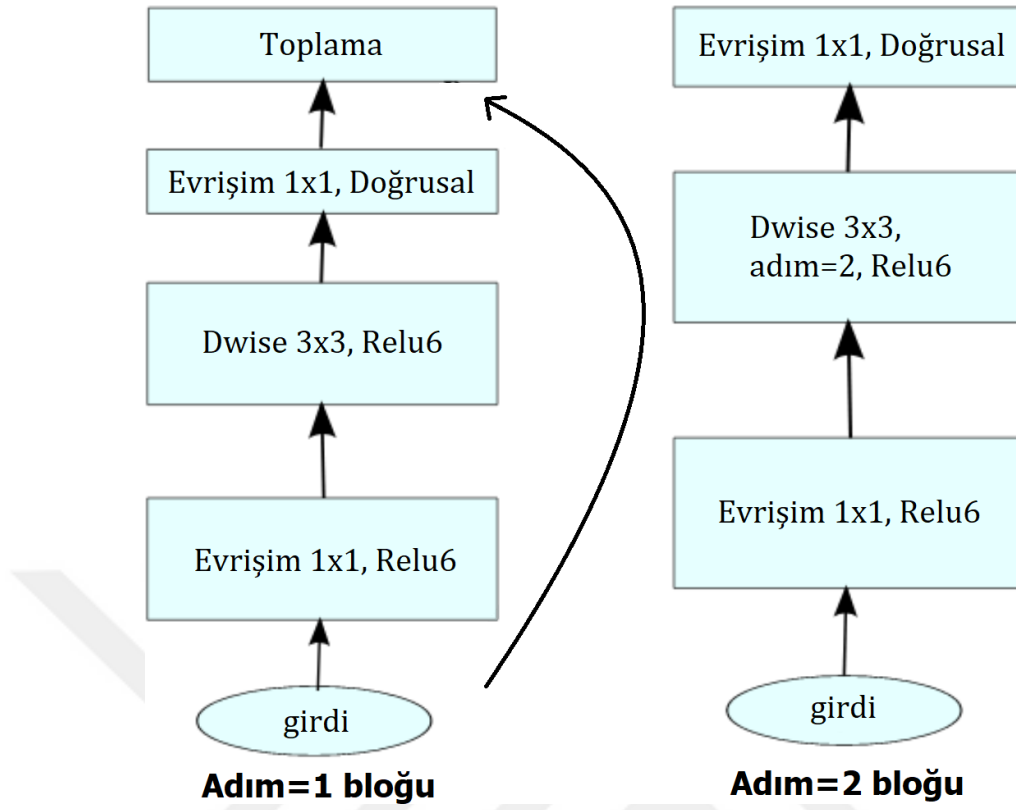 Toplama
Evrişim 1x1, Doğrusal
Dwise 3x3, Relu6
Evrişim 1x1, Relu6
girdi
Adım=1 bloğu
Evrişim 1x1, Doğrusal
Dwise 3x3,
adım=2, Relu6
Evrişim 1x1, Relu6
girdi
Adım=2 bloğu